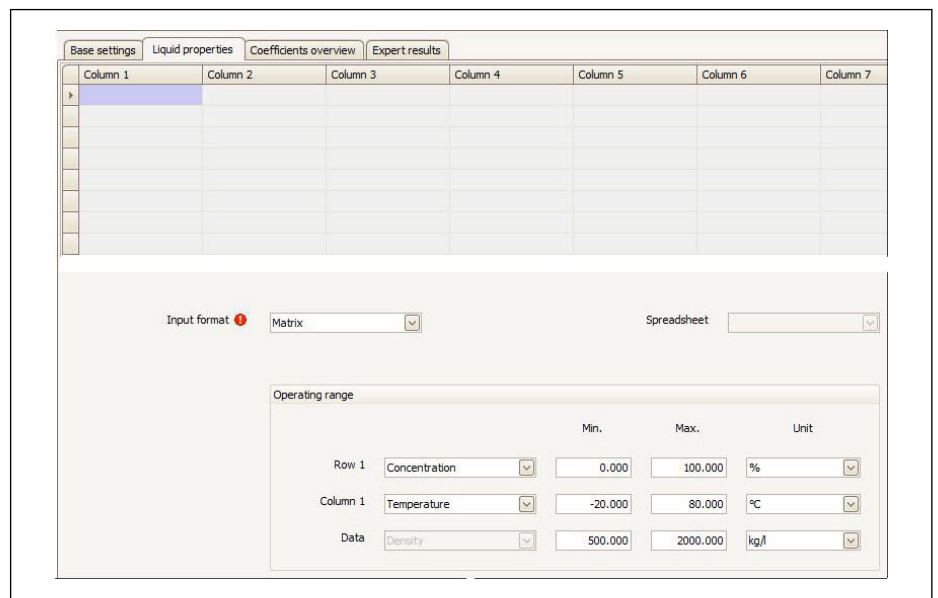 Base settings Liquid properties Coefficients overview Expert results
Column 1 Column 2 Column 3 Column 4 Column 5 Column 6 Column 7
Input format Matrix Spreadsheet
Operating range
Min. Max. Unit
Row 1 Concentration 0.000 100.000 %
Column 1 Temperature -20.000 80.000 °C
Data Density 500.000 2000.000 kg/l